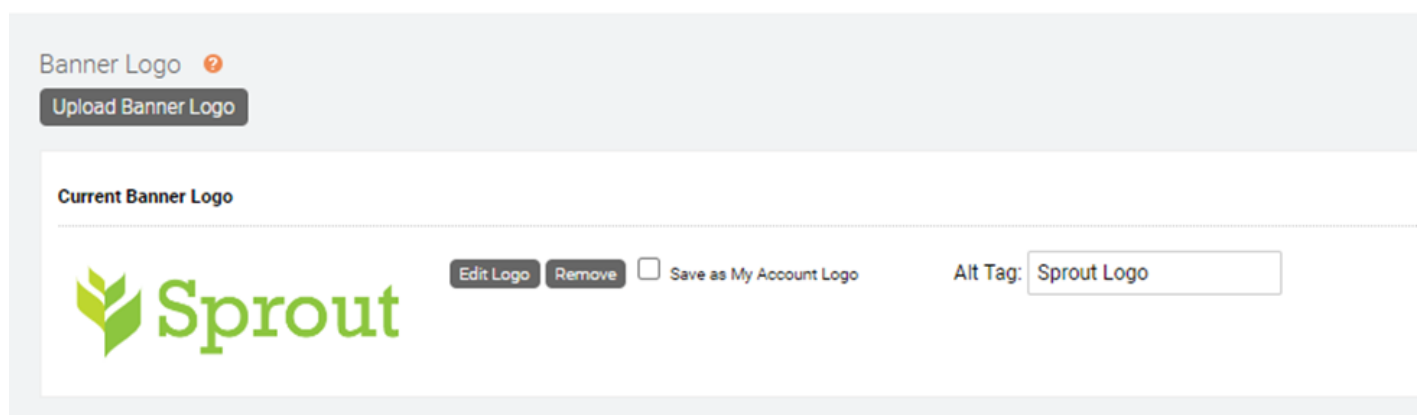 Banner Logo ?
Upload Banner Logo
Current Banner Logo
Sprout Edit Logo Remove Save as My Account Logo Alt Tag: Sprout Logo